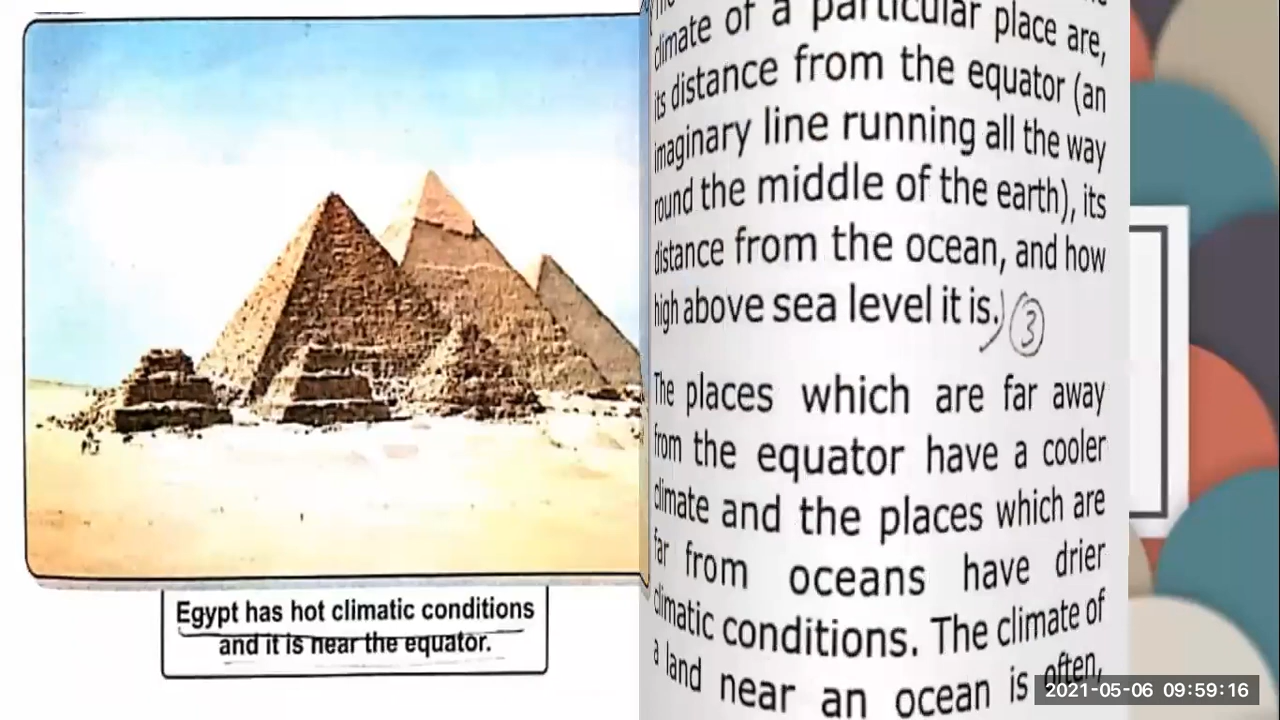 Egypt has hot climatic conditions
and it is near the equator.
climate of a particular place are,
its distance from the equator (an
imaginary line running all the way
round the middle of the earth), its
distance from the ocean, and how
high above sea level it is.)
3
The places which are far away
from the equator have a cooler
climate and the places which are
far from oceans have drier
climatic conditions. The climate of
a land near an ocean is often,
2021-05-06 09:59:16